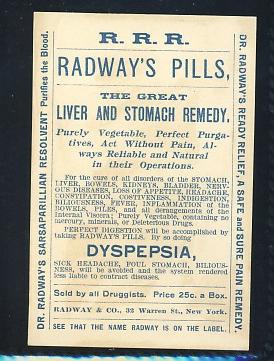 R. R. R.
RADWAY'S PILLS,
THE GREAT
LIVER AND STOMACH REMEDY.
Purely Vegetable, Perfect Purga-
tives, Act Without Pain, Al-
ways Reliable and Natural
in their Operations.
For the cure of all disorders of the STOMACH,
LIVER, BOWELS, KIDNEYS, BLADDER, NERV-
OUS DISEASES, LOSS OF APPETITE, HEADACHE,
CONSTIPATION, COSTIVENESS, INDIGESTION,
BILIOUSNESS, FEVER, INFLAMMATION OF THE
BOWELS, PILES, and all derangements of the
Internal Viscera; Purely Vegetable, containing no
mercury, minerals, or Deleterious Drugs.
PERFECT DIGESTION will be accomplished by
taking RADWAY'S PILLS. By so doing
DYSPEPSIA,
SICK HEADACHE, FOUL STOMACH, BILIOUS-
NESS, will be avoided and the system rendered
less liable to contract diseases.
Sold by all Druggists. Price 25c. a Box.
RADWAY & CO., 32 Warren St., New York.
SEE THAT THE NAME RADWAY IS ON THE LABEL.
DR. RADWAY'S SARSAPARILLIAN RESOLVENT Purifies the Blood.
DR. RADWAY'S READY RELIEF, A SAFE and SURE PAIN REMEDY.